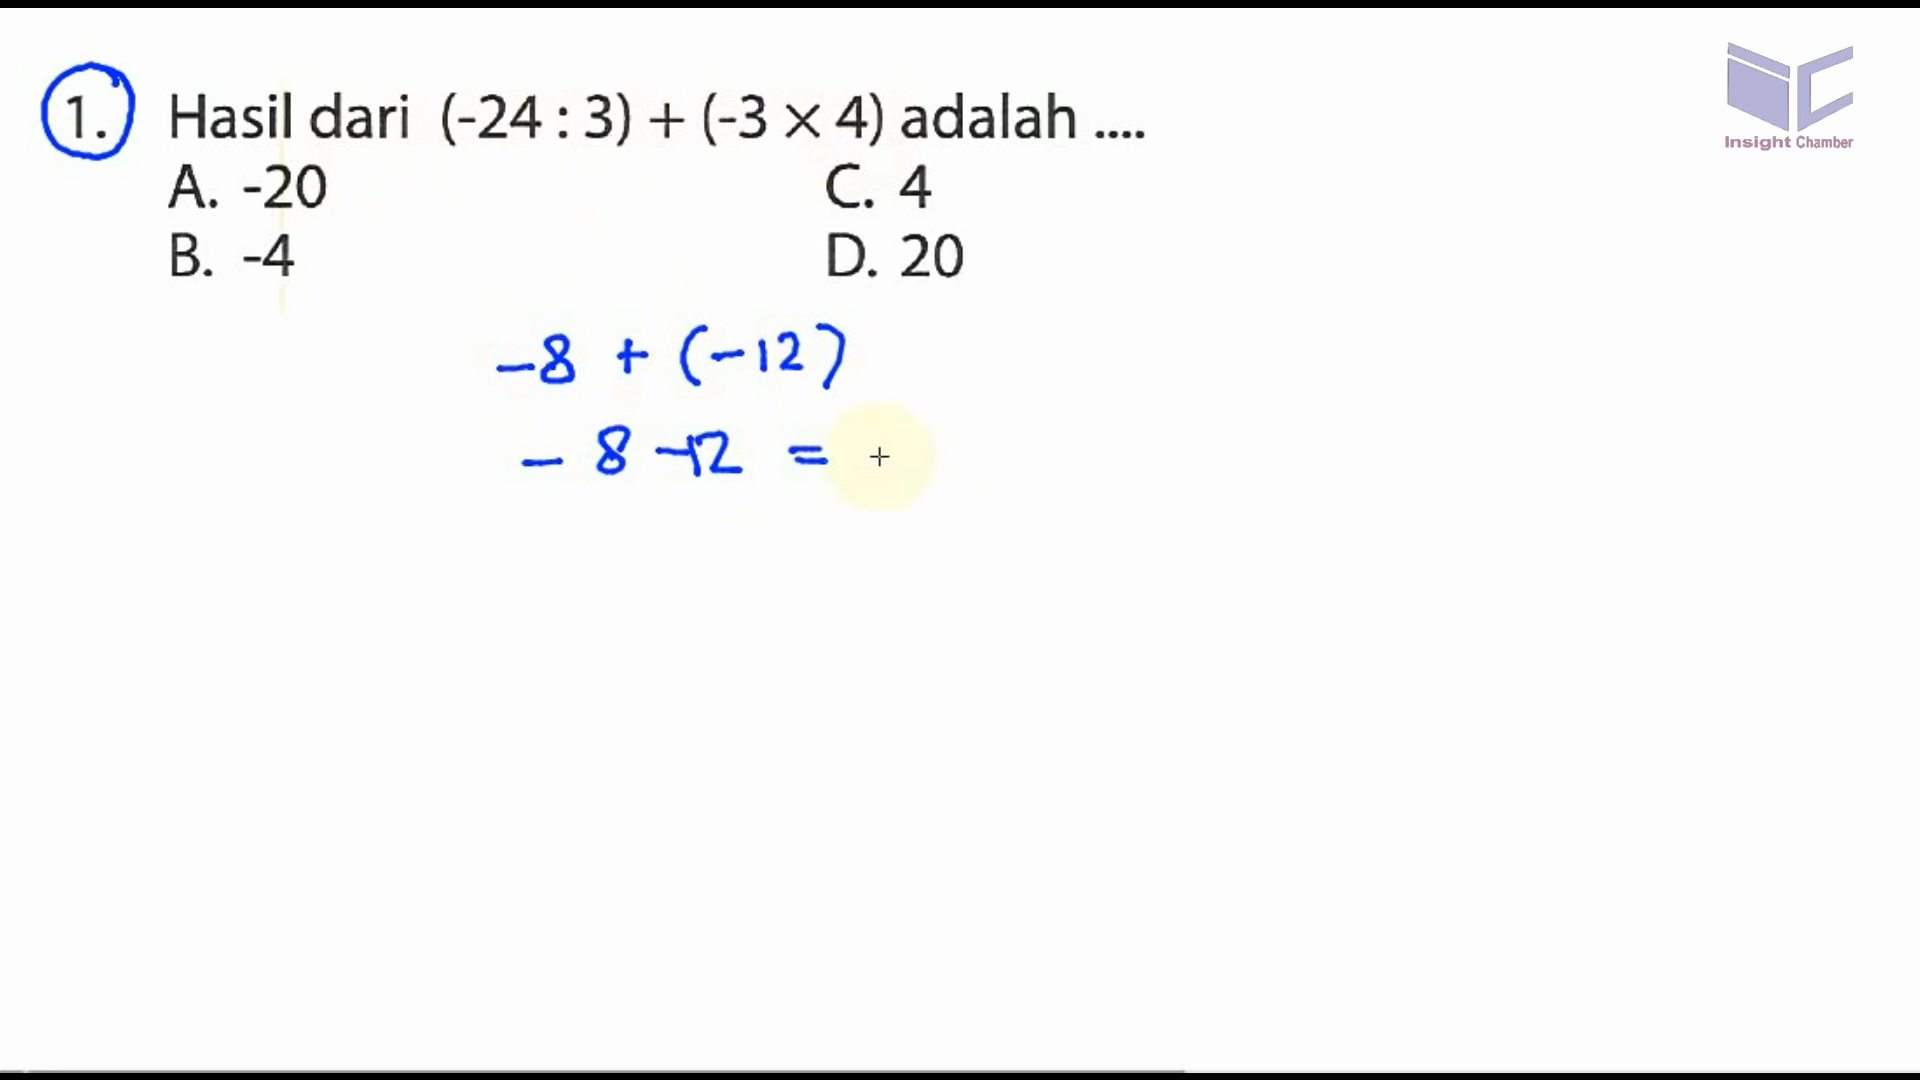 1. Hasil dari (-24 : 3) + (-3 × 4) adalah ....
A. -20
C. 4
B. -4
D. 20
-8 + (-12)
- 8 -12 =
Insight Chamber